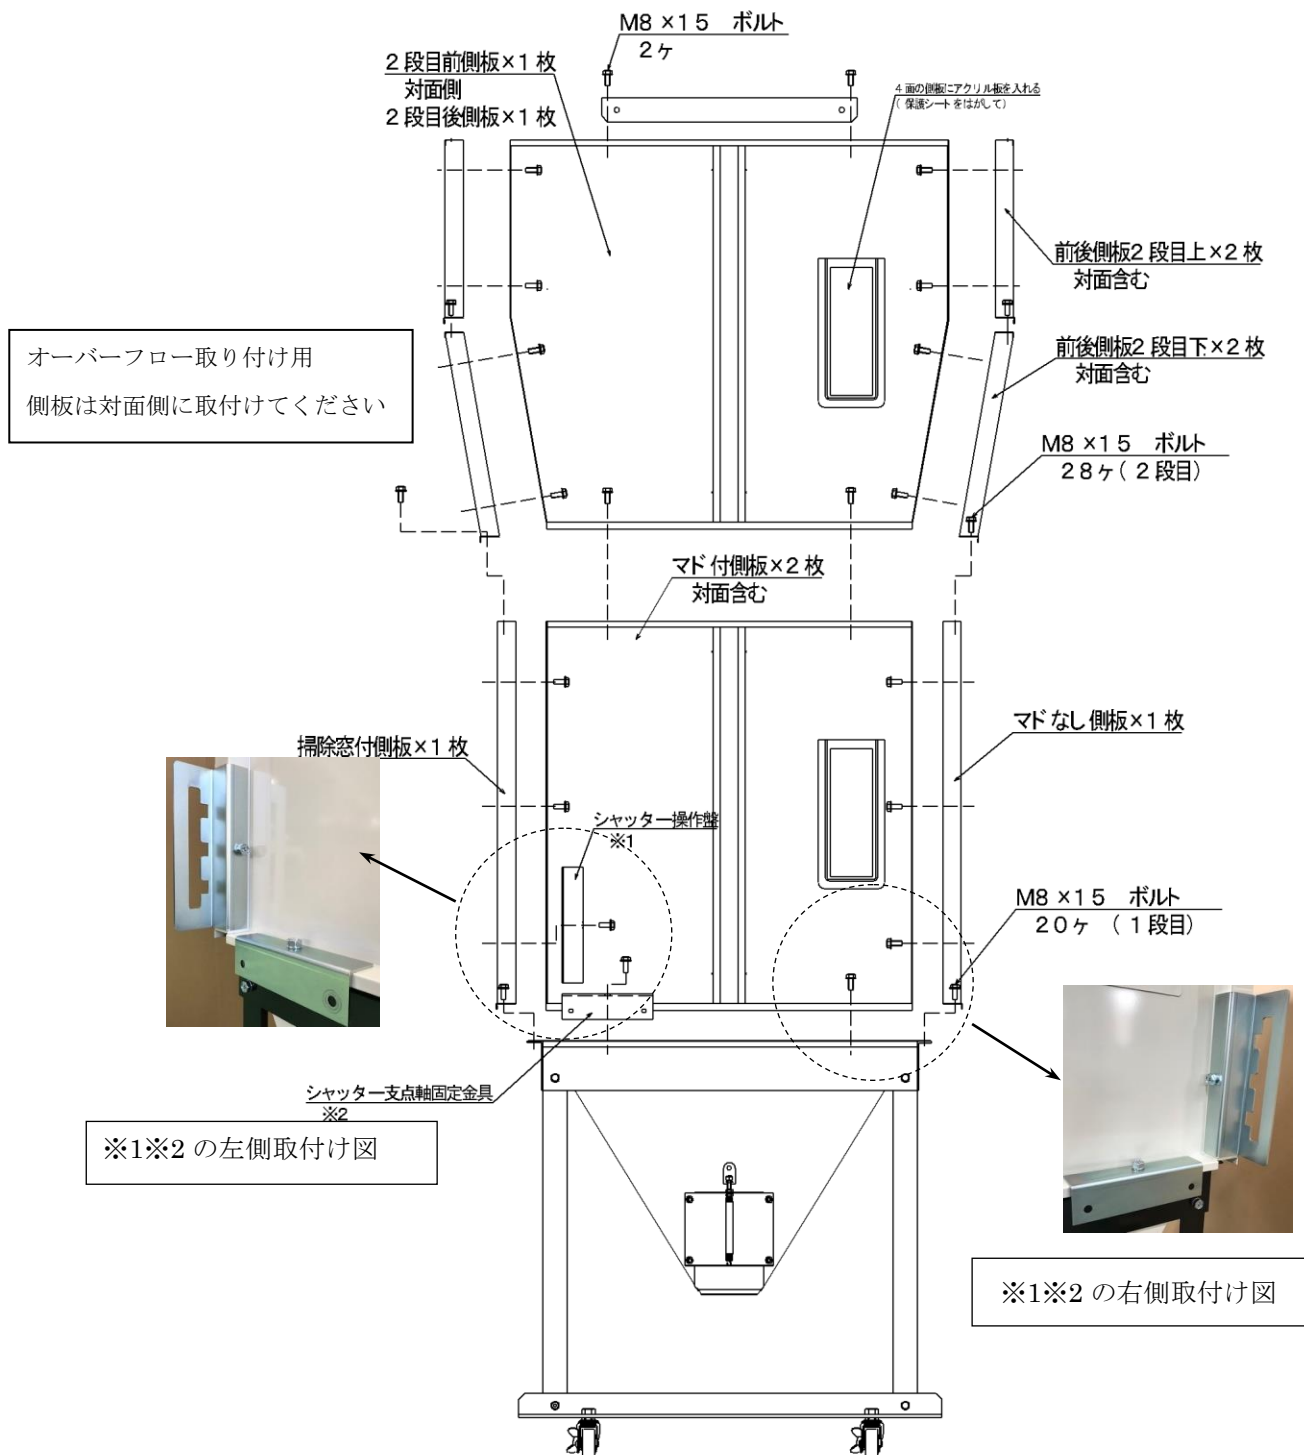 M8×15 ボルト
2ヶ
2段目前側板×1枚
対面側
2段目後側板×1枚
4面の側板にアクリル板を入れる
(保護シートをはがして)
前後側板2段目上×2枚
対面含む
オーバーフロー取り付け用
側板は対面側に取付けてください
前後側板2段目下×2枚
対面含む
M8×15 ボルト
28ヶ(2段目)
マド付側板×2枚
対面含む
マドなし側板×1枚
掃除窓付側板×1枚
シャッター操作盤
※1
M8×15 ボルト
20ヶ (1段目)
シャッター支点軸固定金具
※2
※1※2の左側取付け図
※1※2の右側取付け図